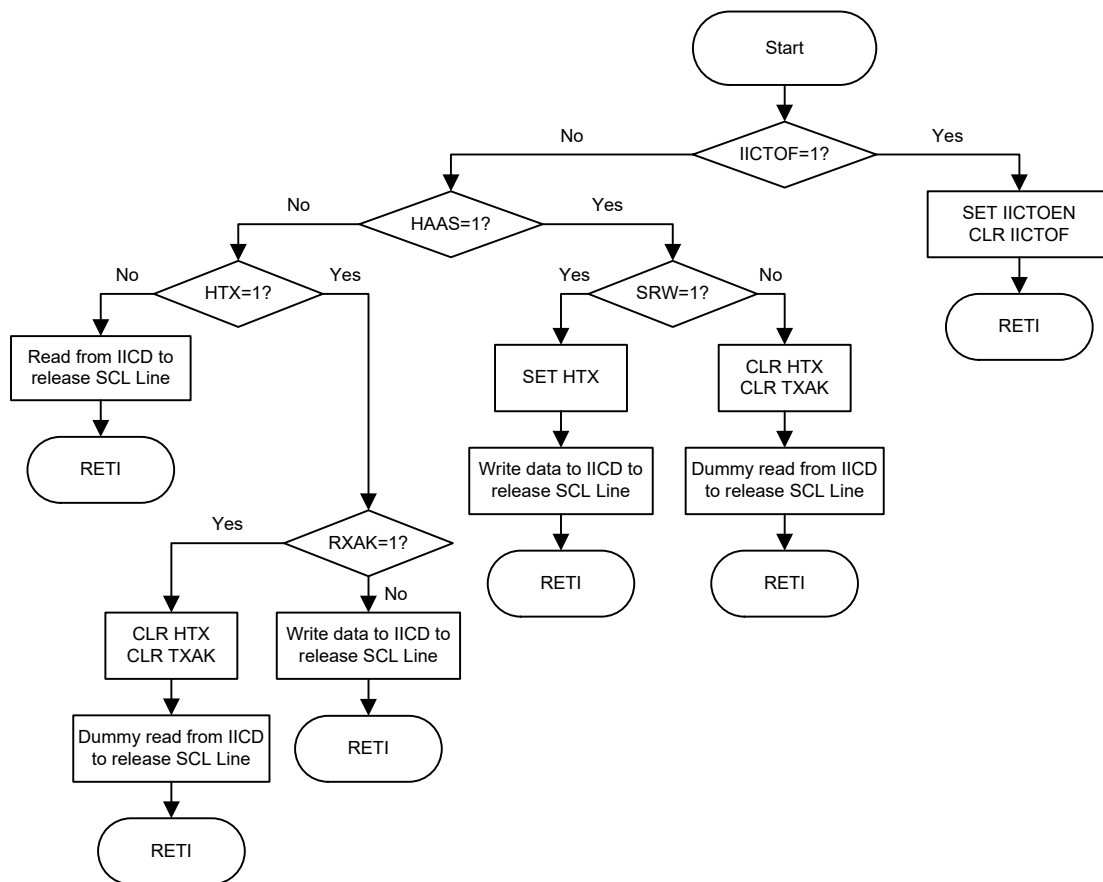 Start
No
Yes
IICTOF=1?
No
Yes
HAAS=1?
SET IICTOEN
CLR IICTOF
No
Yes
HTX=1?
Yes
No
SRW=1?
RETI
Read from IICD to
release SCL Line
SET HTX
CLR HTX
CLR TXAK
RETI
Write data to IICD to
release SCL Line
Dummy read from IICD
to release SCL Line
Yes
RXAK=1?
No
RETI
RETI
CLR HTX
CLR TXAK
Write data to IICD to
release SCL Line
Dummy read from IICD
to release SCL Line
RETI
RETI